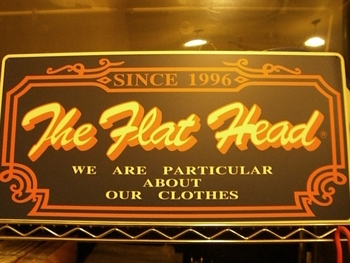 SINCE 1996
The Flat Head®
WE ARE PARTICULAR
ABOUT
OUR CLOTHES